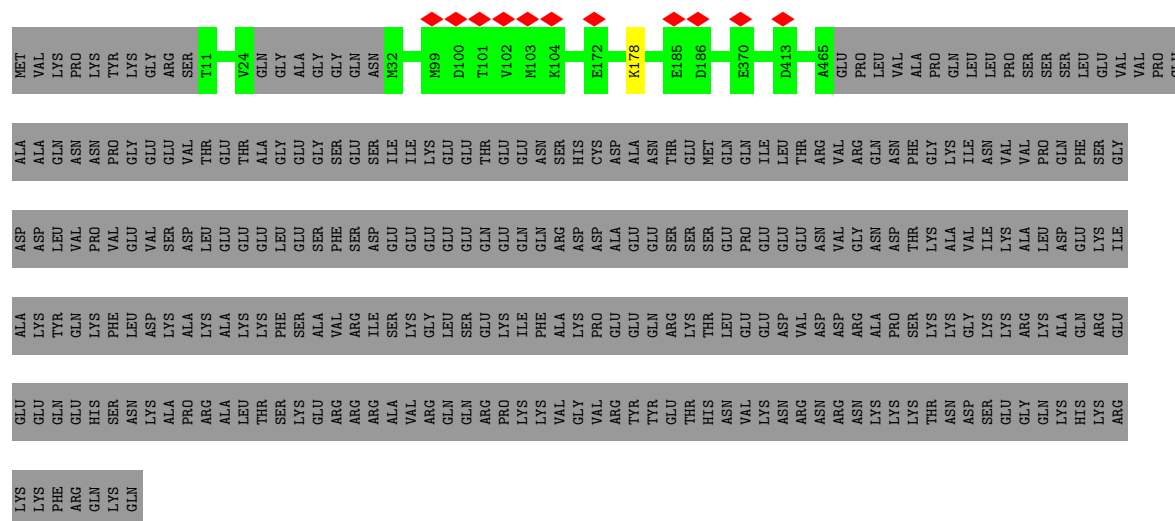 MET VAL LYS PRO LYS TYR LYS GLY ARG SER T11 V24 GLN GLY ALA GLY GLY GLN ASN M32 M99 D100 T101 V102 M103 K104 E172 K178 E185 D186 E370 D413 A465 GLU PRO LEU VAL ALA PRO GLN LEU LEU PRO SER SER SER LEU GLU VAL VAL PRO
ALA ALA GLN ASN ASN PRO GLY GLU GLU VAL THR GLU THR ALA GLY GLU GLY SER GLU SER ILE ILE LYS GLU GLU THR GLU GLU ASN SER HIS CYS ASP ALA ASN THR GLU MET GLN GLN ILE LEU THR ARG VAL ARG GLN ASN PHE GLY LYS ILE ASN VAL VAL PRO GLN PHE SER GLY
ASP ASP LEU VAL PRO VAL GLU VAL SER ASP LEU GLU GLU GLU LEU GLU SER PHE SER ASP GLU GLU GLU GLU GLN GLU GLN GLN ARG ASP ASP ALA GLU GLU SER SER SER GLU PRO GLU GLU GLU ASN VAL GLY ASN ASP THR LYS ALA VAL ILE LYS ALA LEU ASP GLU LYS ILE
ALA LYS TYR GLN LYS PHE LEU ASP LYS ALA LYS ALA LYS LYS PHE SER ALA VAL ARG ILE SER LYS GLY LEU SER GLU LYS ILE PHE ALA LYS PRO GLU GLU GLN ARG LYS THR LEU GLU GLU ASP VAL ASP ASP ARG ALA PRO SER LYS LYS GLY LYS LYS ARG LYS ALA GLN ARG GLU
GLU GLU GLN GLU HIS SER ASN LYS ALA PRO ARG ALA LEU THR SER LYS GLU ARG ARG ARG ALA VAL ARG GLN GLN ARG PRO LYS LYS VAL GLY VAL ARG TYR TYR GLU THR HIS ASN VAL LYS ASN ARG ASN ARG ASN LYS LYS LYS THR ASN ASP SER GLU GLY GLN LYS HIS LYS ARG
LYS LYS PHE ARG GLN LYS GLN